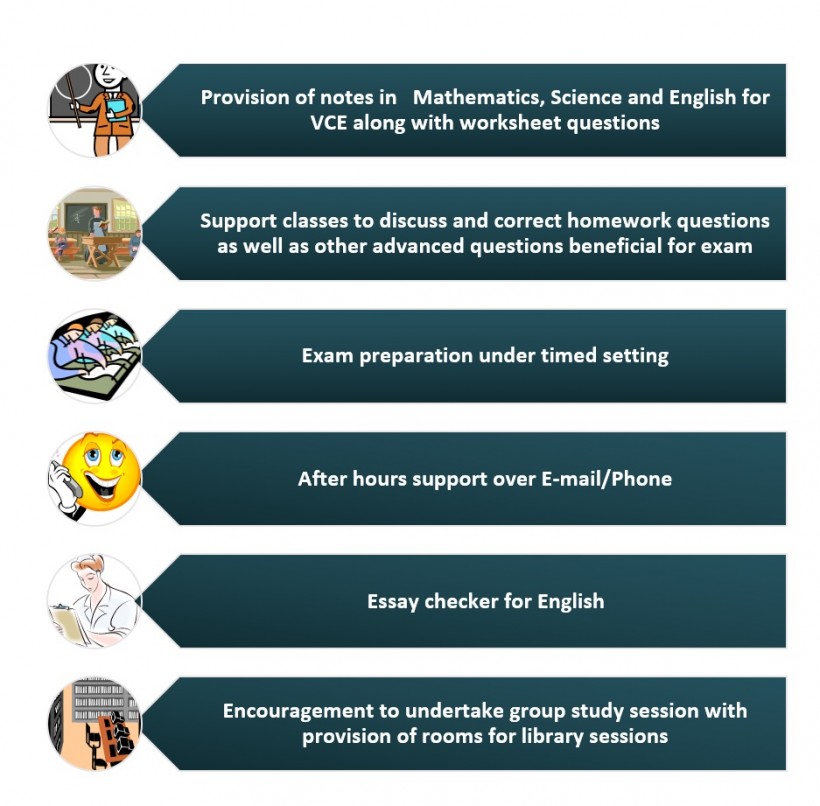 Provision of notes in   Mathematics, Science and English for
VCE along with worksheet questions
Support classes to discuss and correct homework questions
as well as other advanced questions beneficial for exam
Exam preparation under timed setting
After hours support over E-mail/Phone
Essay checker for English
Encouragement to undertake group study session with
provision of rooms for library sessions